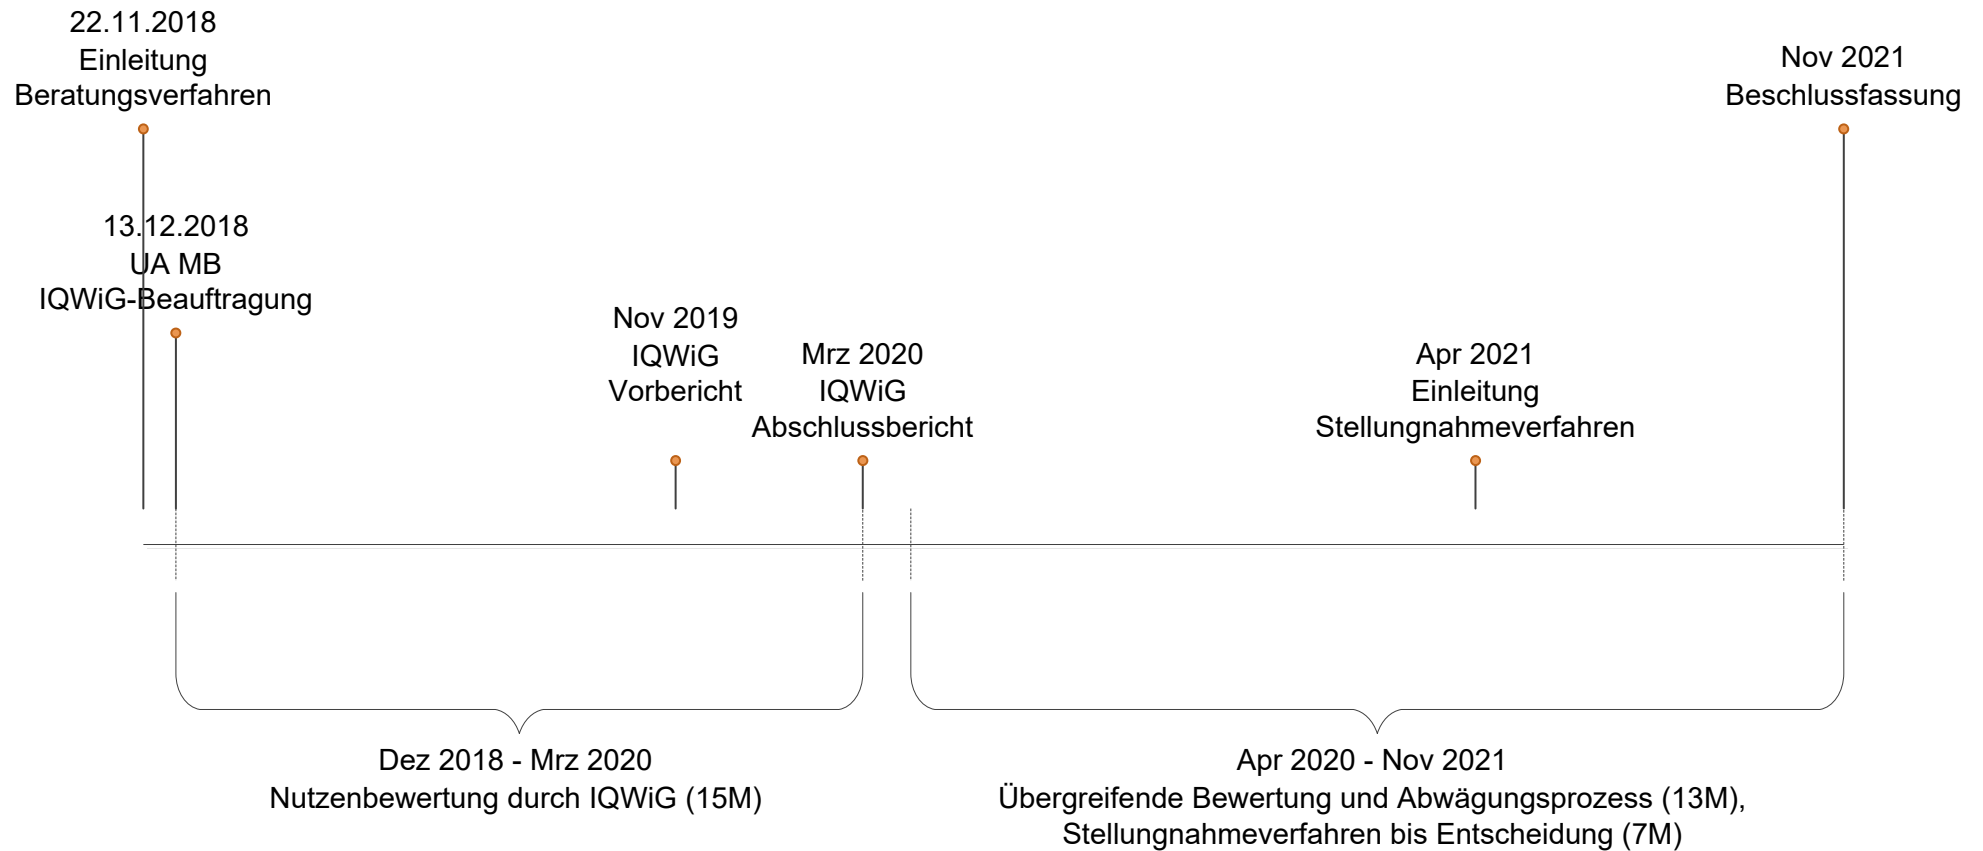 22.11.2018
Einleitung
Beratungsverfahren
13.12.2018
UA MB
IQWiG-Beauftragung
Nov 2019
IQWiG
Vorbericht
Mrz 2020
IQWiG
Abschlussbericht
Apr 2021
Einleitung
Stellungnahmeverfahren
Nov 2021
Beschlussfassung
Dez 2018 - Mrz 2020
Nutzenbewertung durch IQWiG (15M)
Apr 2020 - Nov 2021
Übergreifende Bewertung und Abwägungsprozess (13M),
Stellungnahmeverfahren bis Entscheidung (7M)